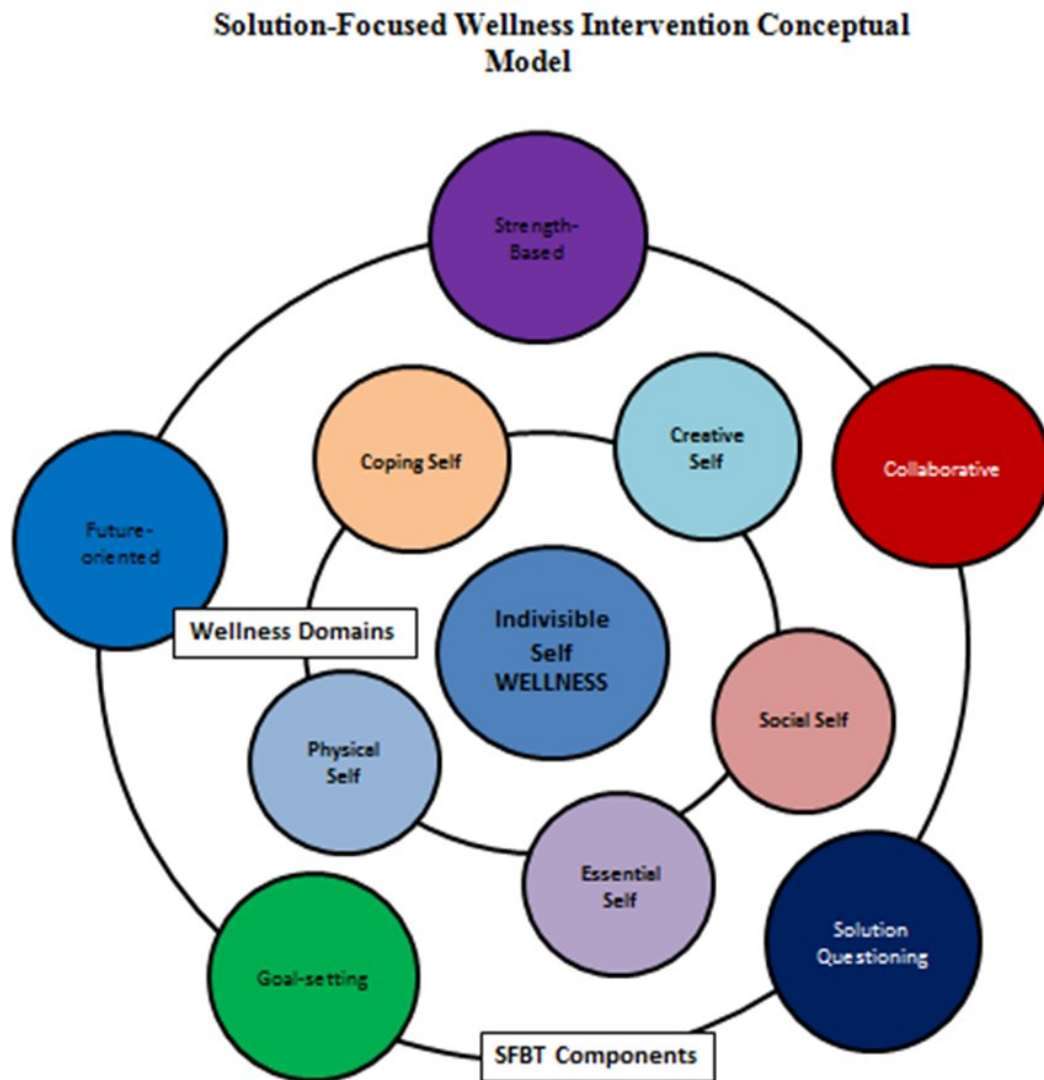 Solution-Focused Wellness Intervention Conceptual
Model
Strength-
Based
Coping Self
Creative
Self
Collaborative
Future-
oriented
Wellness Domains
Indivisible
Self
WELLNESS
Social Self
Physical
Self
Essential
Self
Solution
Questioning
Goal-setting
SFBT Components